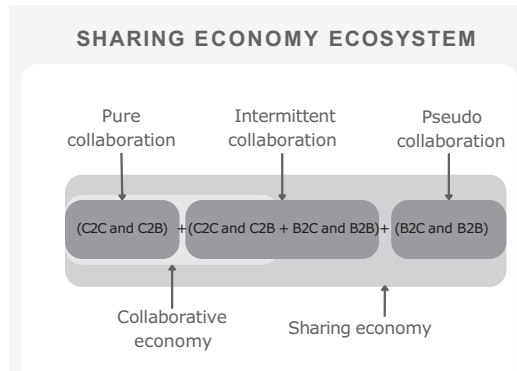 SHARING ECONOMY ECOSYSTEM
Pure
collaboration
Intermittent
collaboration
Pseudo
collaboration
(C2C and C2B) +(C2C and C2B + B2C and B2B)+ (B2C and B2B)
Collaborative
economy
Sharing economy